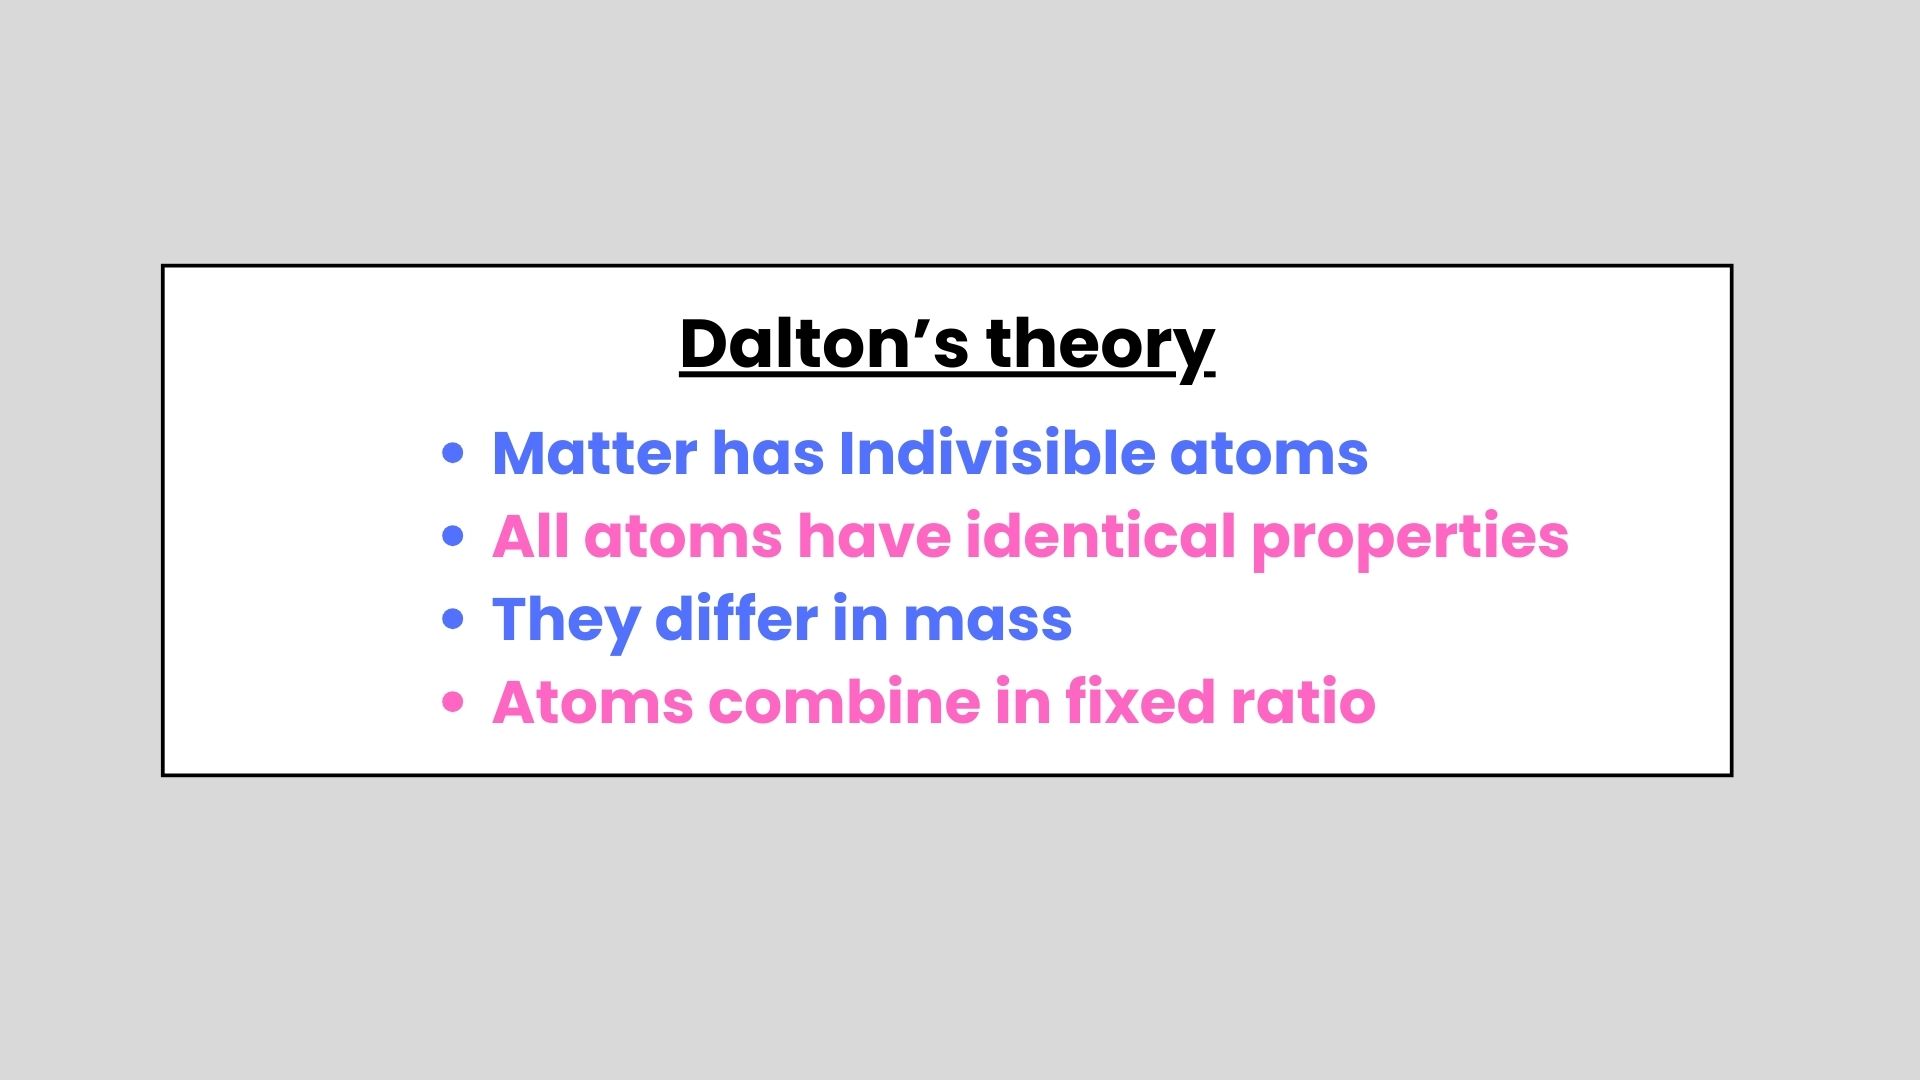 Dalton’s theory
• Matter has Indivisible atoms
• All atoms have identical properties
• They differ in mass
• Atoms combine in fixed ratio